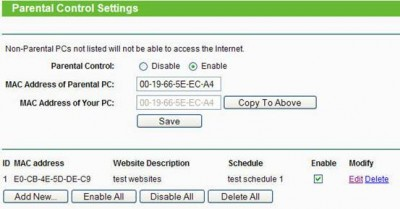 Parental Control Settings
Non-Parental PCs not listed will not be able to access the Internet.
Parental Control: Disable Enable
MAC Address of Parental PC: 00-19-66-5E-EC-A4
MAC Address of Your PC: 00-19-66-5E-EC-A4 Copy To Above
Save
ID MAC address Website Description Schedule Enable Modify
1 E0-CB-4E-5D-DE-C9 test websites test schedule 1 Edit Delete
Add New... Enable All Disable All Delete All